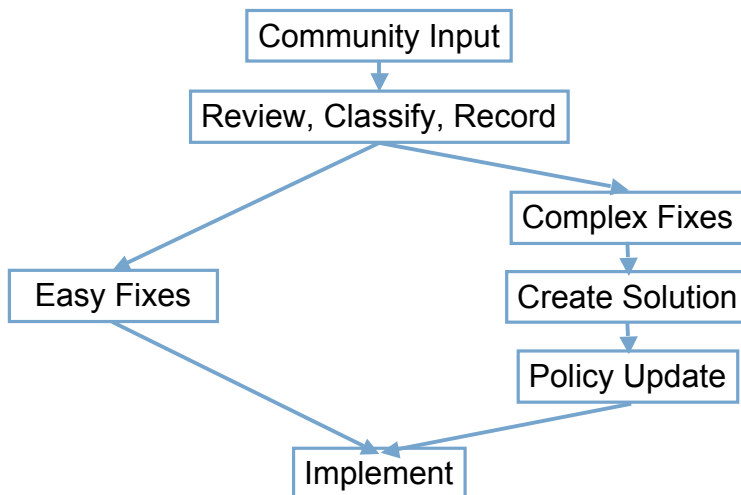 Community Input
Review, Classify, Record
Complex Fixes
Easy Fixes
Create Solution
Policy Update
Implement